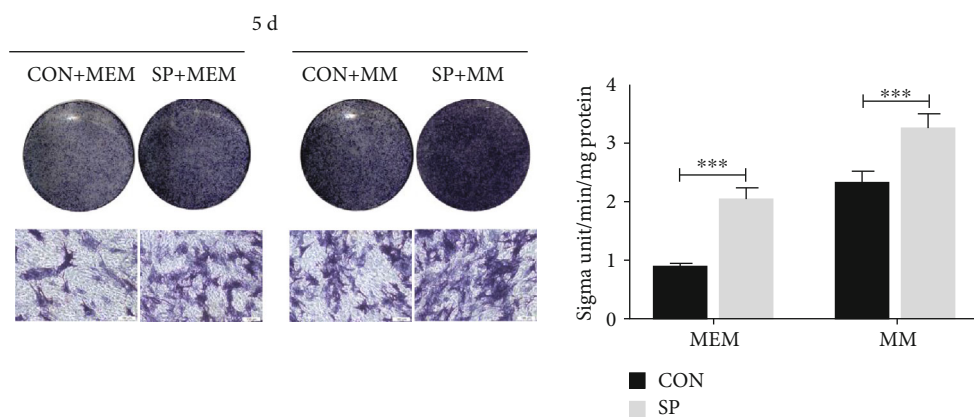 5 d
CON+MEM SP+MEM CON+MM SP+MM
Sigma unit/min/mg protein
4
3
2
1
0
***
***
MEM MM
CON
SP